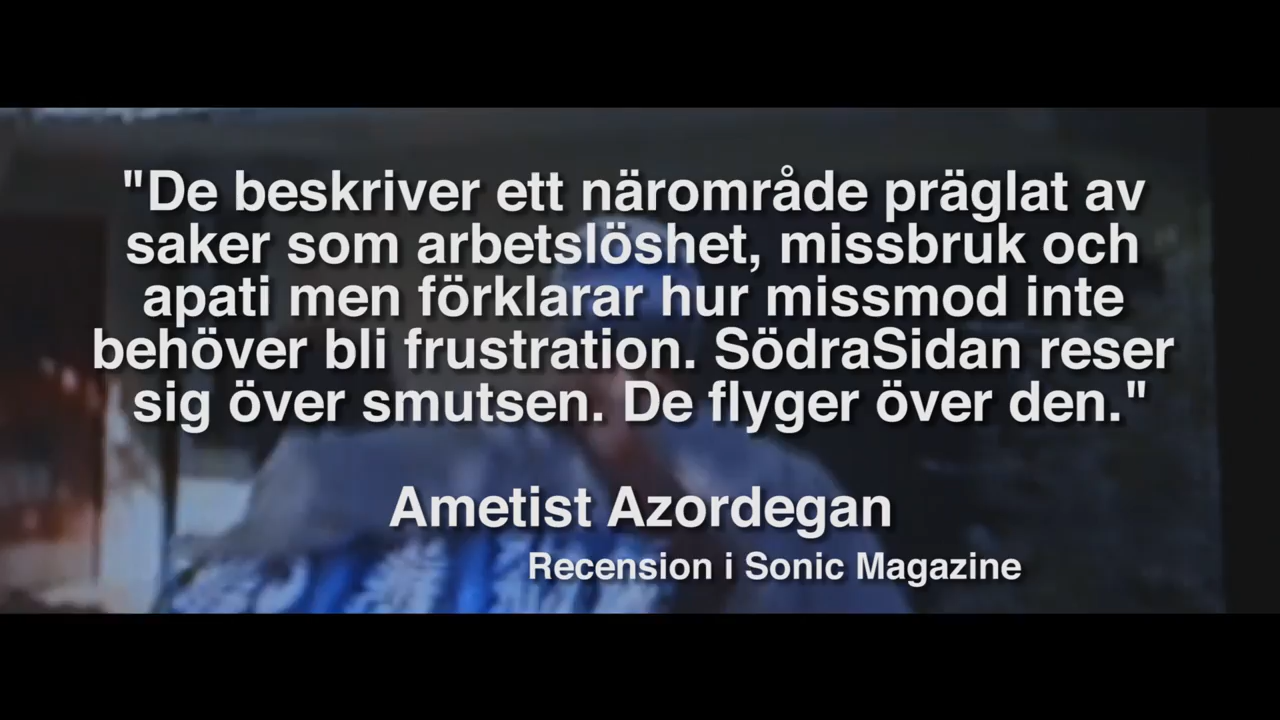 "De beskriver ett närområde präglat av
saker som arbetslöshet, missbruk och
apati men förklarar hur missmod inte
behöver bli frustration. SödraSidan reser
sig över smutsen. De flyger över den."
Ametist Azordegan
Recension i Sonic Magazine